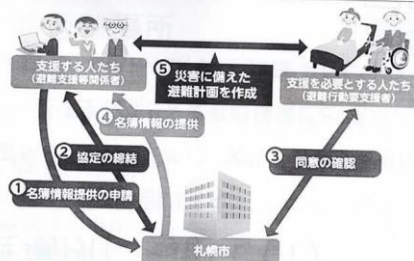 支援する人たち
(避難支援等関係者)
⑤ 災害に備えた
避難計画を作成
支援を必要とする人たち
(避難行動要支援者)
④ 名簿情報の提供
② 協定の締結
③ 同意の確認
① 名簿情報提供の申請
札幌市